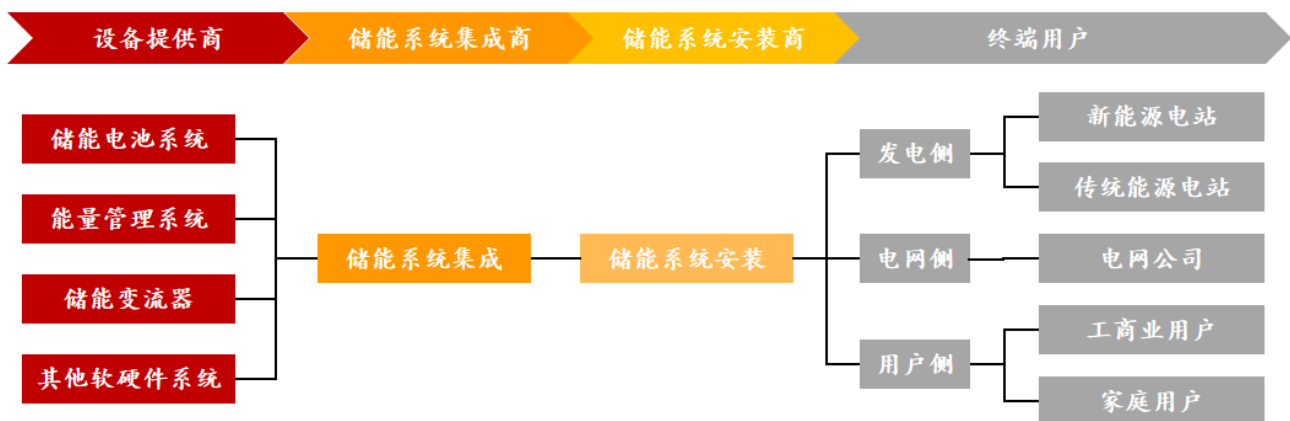 设备提供商
储能系统集成商
储能系统安装商
终端用户
储能电池系统
能量管理系统
储能变流器
其他软硬件系统
储能系统集成
储能系统安装
发电侧
电网侧
用户侧
新能源电站
传统能源电站
电网公司
工商业用户
家庭用户